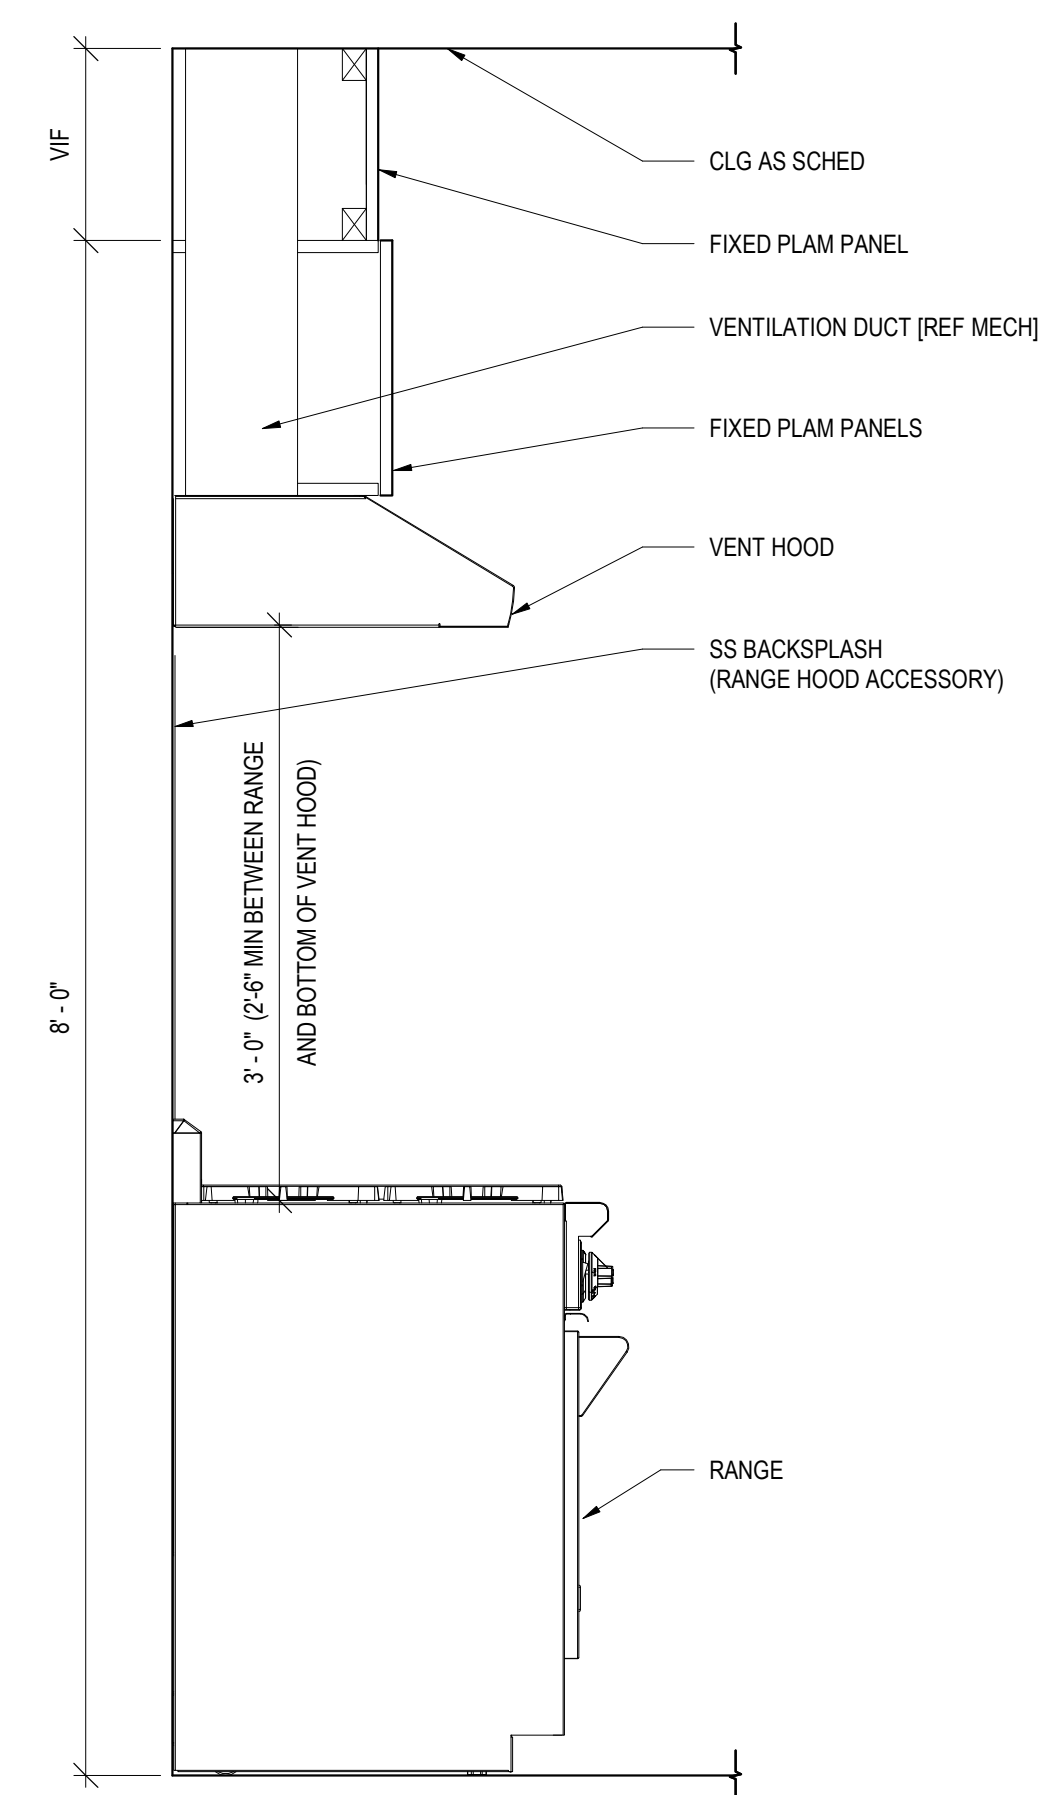 VIF
CLG AS SCHED
FIXED PLAM PANEL
VENTILATION DUCT [REF MECH]
FIXED PLAM PANELS
VENT HOOD
SS BACKSPLASH
(RANGE HOOD ACCESSORY)
3' - 0" (2'-6" MIN BETWEEN RANGE
AND BOTTOM OF VENT HOOD)
8' - 0"
RANGE